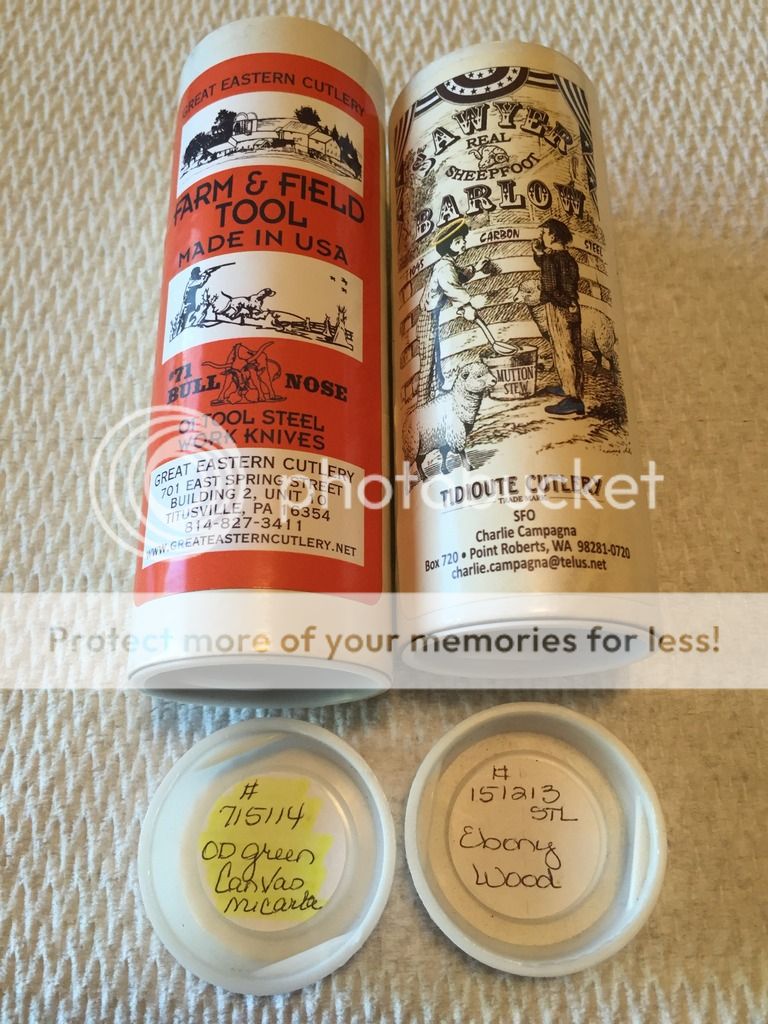 GREAT EASTERN CUTLERY
FARM & FIELD
TOOL
MADE IN USA
#71
BULL NOSE
O1 TOOL STEEL
WORK KNIVES
GREAT EASTERN CUTLERY
701 EAST SPRING STREET
BUILDING 2, UNIT 10
TITUSVILLE, PA 16354
814-827-3411
WWW.GREATEASTERNCUTLERY.NET
SAWYER
REAL
SHEEPFOOT
BARLOW
1095 CARBON STEEL
MUTTON
STEW
TIDIOUTE CUTLERY
TRADE MARK
SFO
Charlie Campagna
Box 720 • Point Roberts, WA 98281-0720
charlie.campagna@telus.net
photobucket
Protect more of your memories for less!
#
715114
OD green
Canvas
Micarta
#
151213
STL
Ebony
Wood